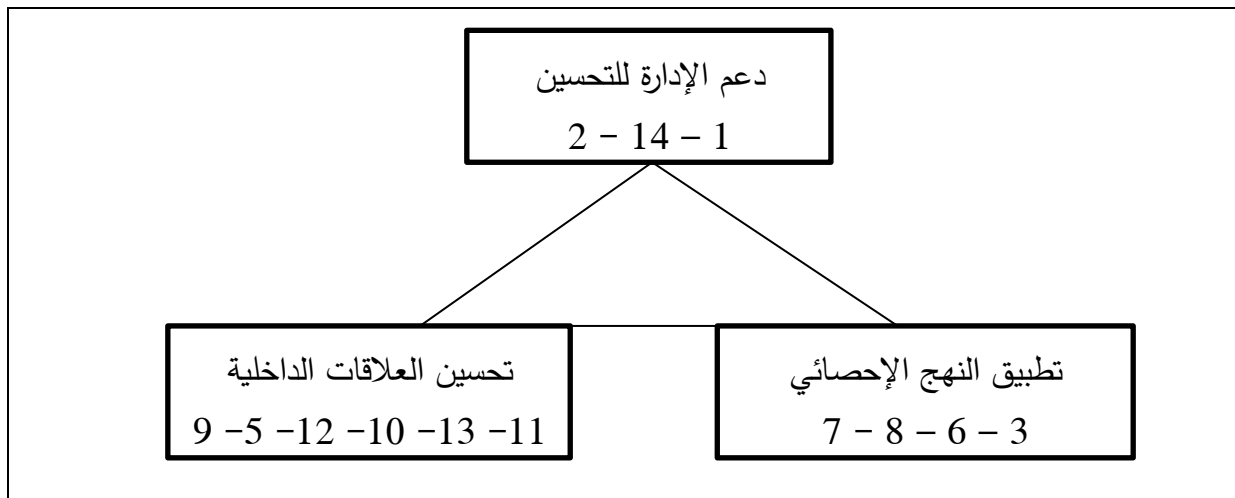 دعم الإدارة للتحسين
1 – 14 - 2
تطبيق النهج الإحصائي
3 – 6 – 8 - 7
تحسين العلاقات الداخلية
11- 13- 10- 12- 5- 9